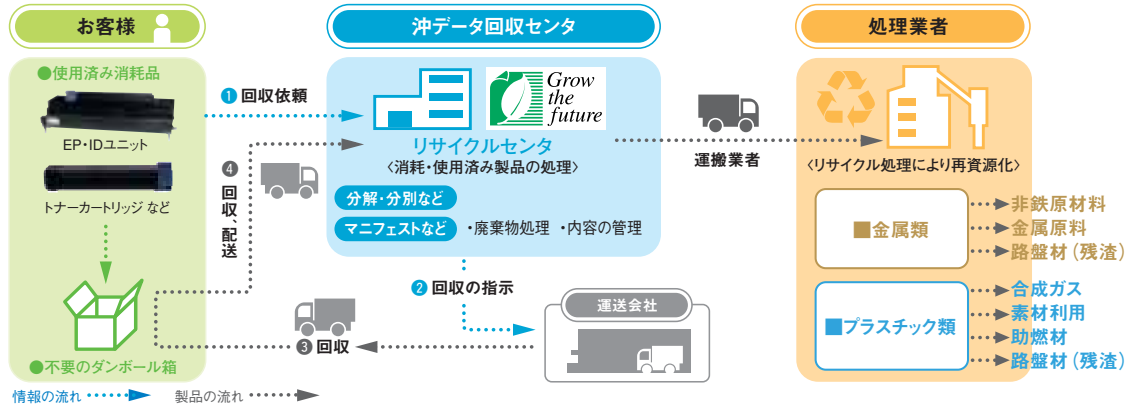 お客様
●使用済み消耗品
EP・IDユニット
トナーカートリッジ など
●不要のダンボール箱
情報の流れ
製品の流れ
❶回収依頼
❹回収、配送
❸回収
沖データ回収センタ
Grow
the
future
リサイクルセンタ
〈消耗・使用済み製品の処理〉
分解・分別など
マニフェストなど ・廃棄物処理 ・内容の管理
❷回収の指示
運送会社
運搬業者
処理業者
〈リサイクル処理により再資源化〉
■金属類
非鉄原材料
金属原料
路盤材（残渣）
■プラスチック類
合成ガス
素材利用
助燃材
路盤材（残渣）